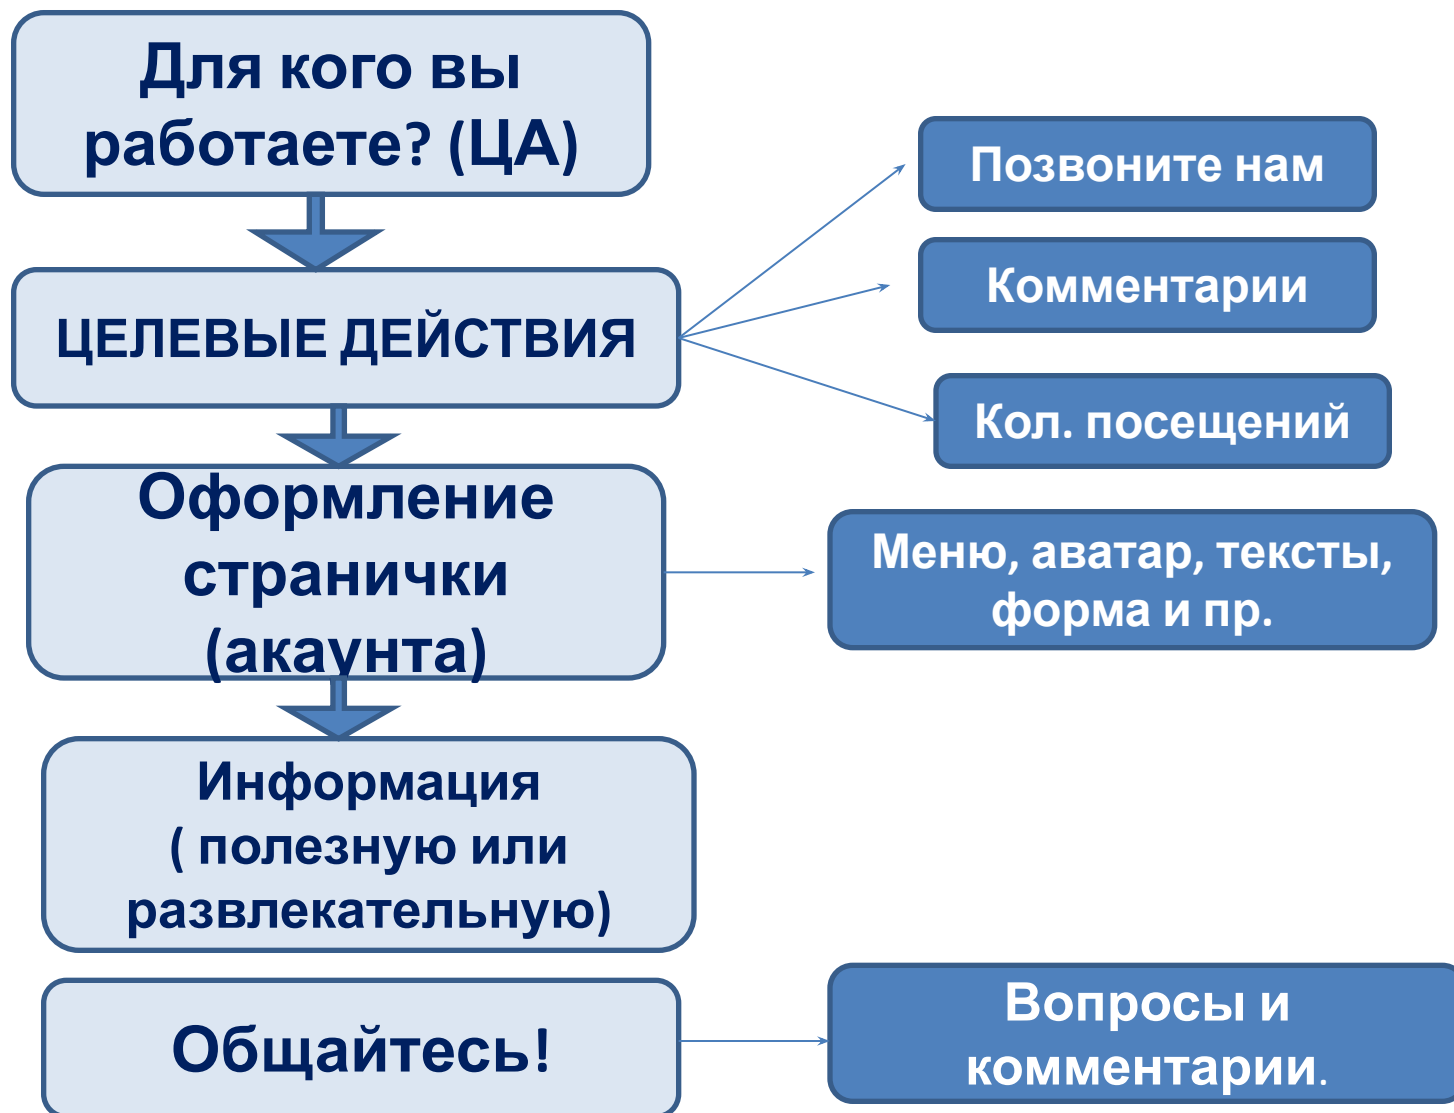 Для кого вы
работаете? (ЦА)
Позвоните нам
Комментарии
ЦЕЛЕВЫЕ ДЕЙСТВИЯ
Кол. посещений
Оформление
странички
(акаунта)
Меню, аватар, тексты,
форма и пр.
Информация
( полезную или
развлекательную)
Общайтесь!
Вопросы и
комментарии.